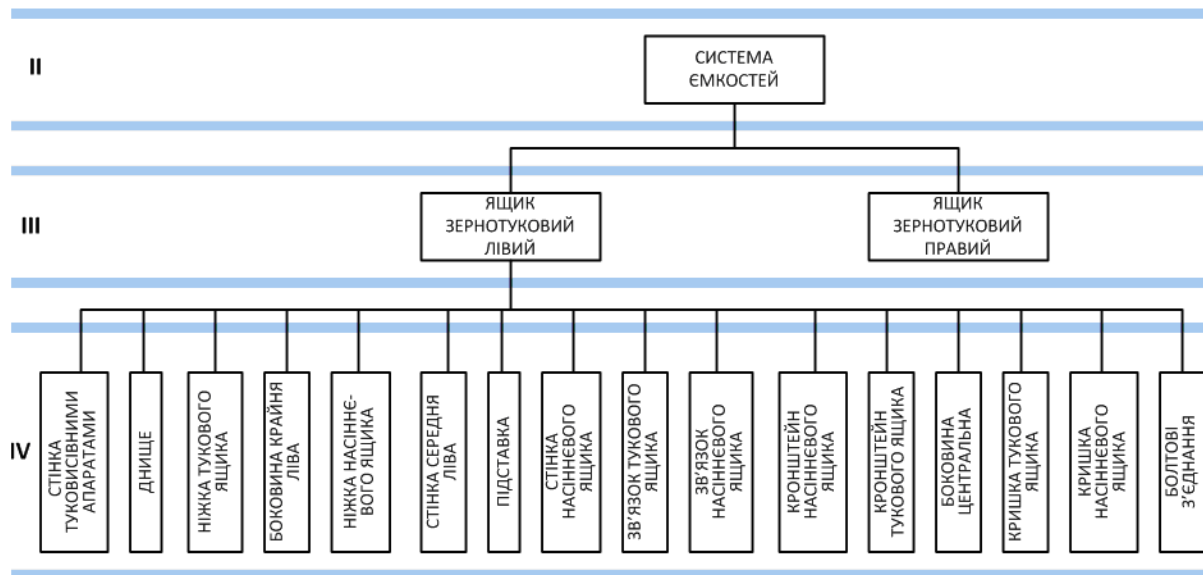 II
СИСТЕМА
ЄМКОСТЕЙ
III
ЯЩИК
ЗЕРНОТУКОВИЙ
ЛІВИЙ
ЯЩИК
ЗЕРНОТУКОВИЙ
ПРАВИЙ
IV
СТІНКА
ТУКОВИСІВНИМИ
АПАРАТАМИ
ДНИЩЕ
НІЖКА ТУКОВОГО
ЯЩИКА
БОКОВИНА КРАЙНЯ
ЛІВА
НІЖКА НАСІННЄ-
ВОГО ЯЩИКА
СТІНКА СЕРЕДНЯ
ЛІВА
ПІДСТАВКА
СТІНКА
НАСІННЄВОГО
ЯЩИКА
ЗВ'ЯЗОК ТУКОВОГО
ЯЩИКА
ЗВ'ЯЗОК
НАСІННЄВОГО
ЯЩИКА
КРОНШТЕЙН
НАСІННЄВОГО
ЯЩИКА
КРОНШТЕЙН
ТУКОВОГО ЯЩИКА
БОКОВИНА
ЦЕНТРАЛЬНА
КРИШКА ТУКОВОГО
ЯЩИКА
КРИШКА
НАСІННЄВОГО
ЯЩИКА
БОЛТОВІ
З'ЄДНАННЯ